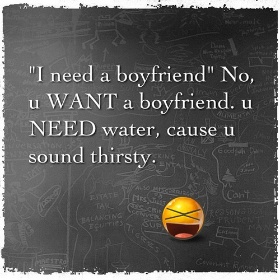 "I need a boyfriend" No,
u WANT a boyfriend. u
NEED water, cause u
sound thirsty.